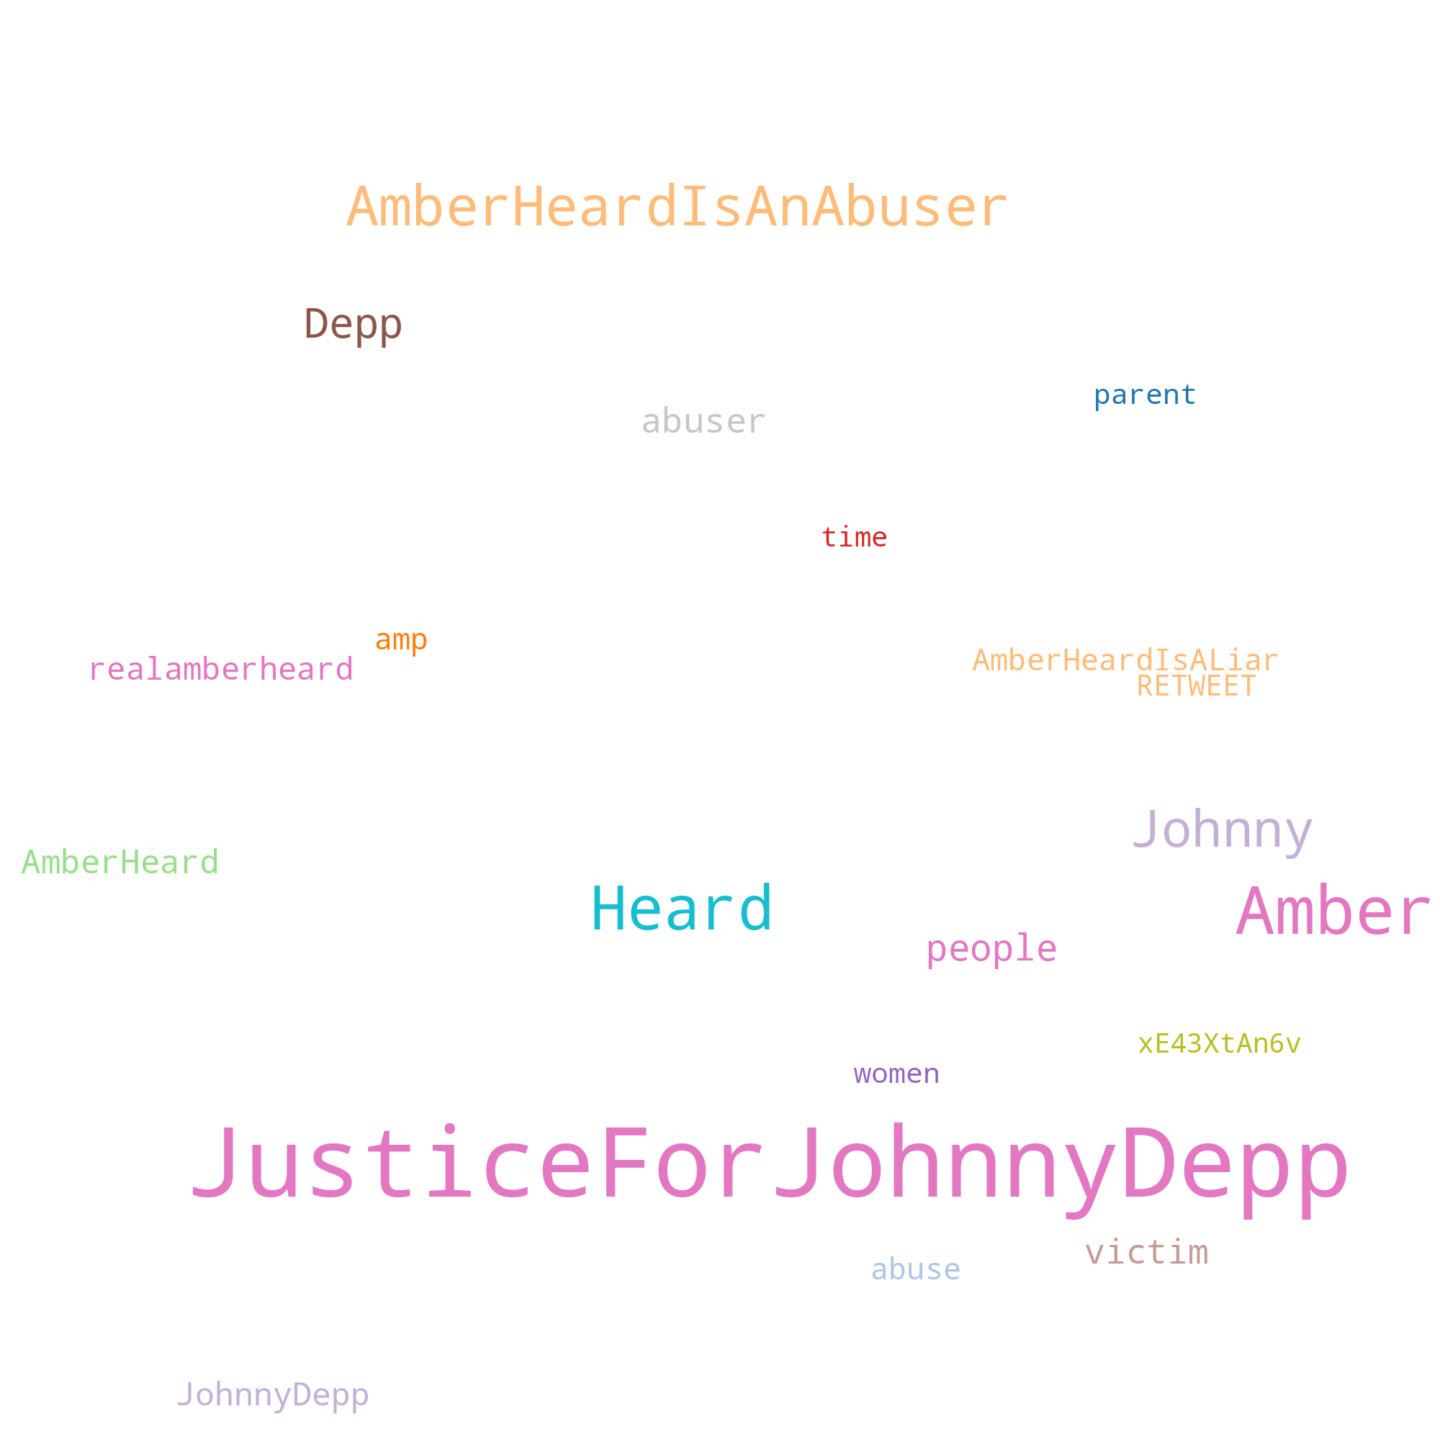 AmberHeardIsAnAbuser
Depp
parent
abuser
time
amp
realamberheard
AmberHeardIsALiar
RETWEET
Johnny
AmberHeard
Heard
Amber
people
xE43XtAn6v
women
JusticeForJohnnyDepp
victim
abuse
JohnnyDepp